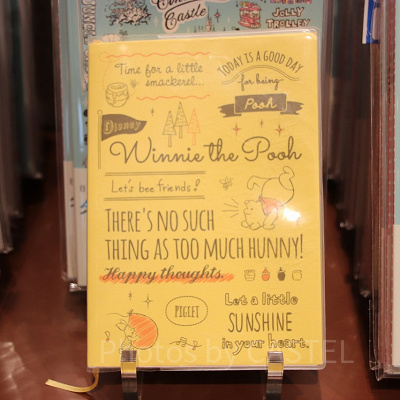 Castle
JOLLY
TROLLEY
Time for a little
smackerel...
TODAY IS A GOOD DAY
for being
Pooh
Disney
Winnie the Pooh
Let's bee friends!
THERE'S NO SUCH
THING AS TOO MUCH HUNNY!
Happy thoughts.
PIGLET
Let a little
SUNSHINE
in your heart.
Photos by CASTEL